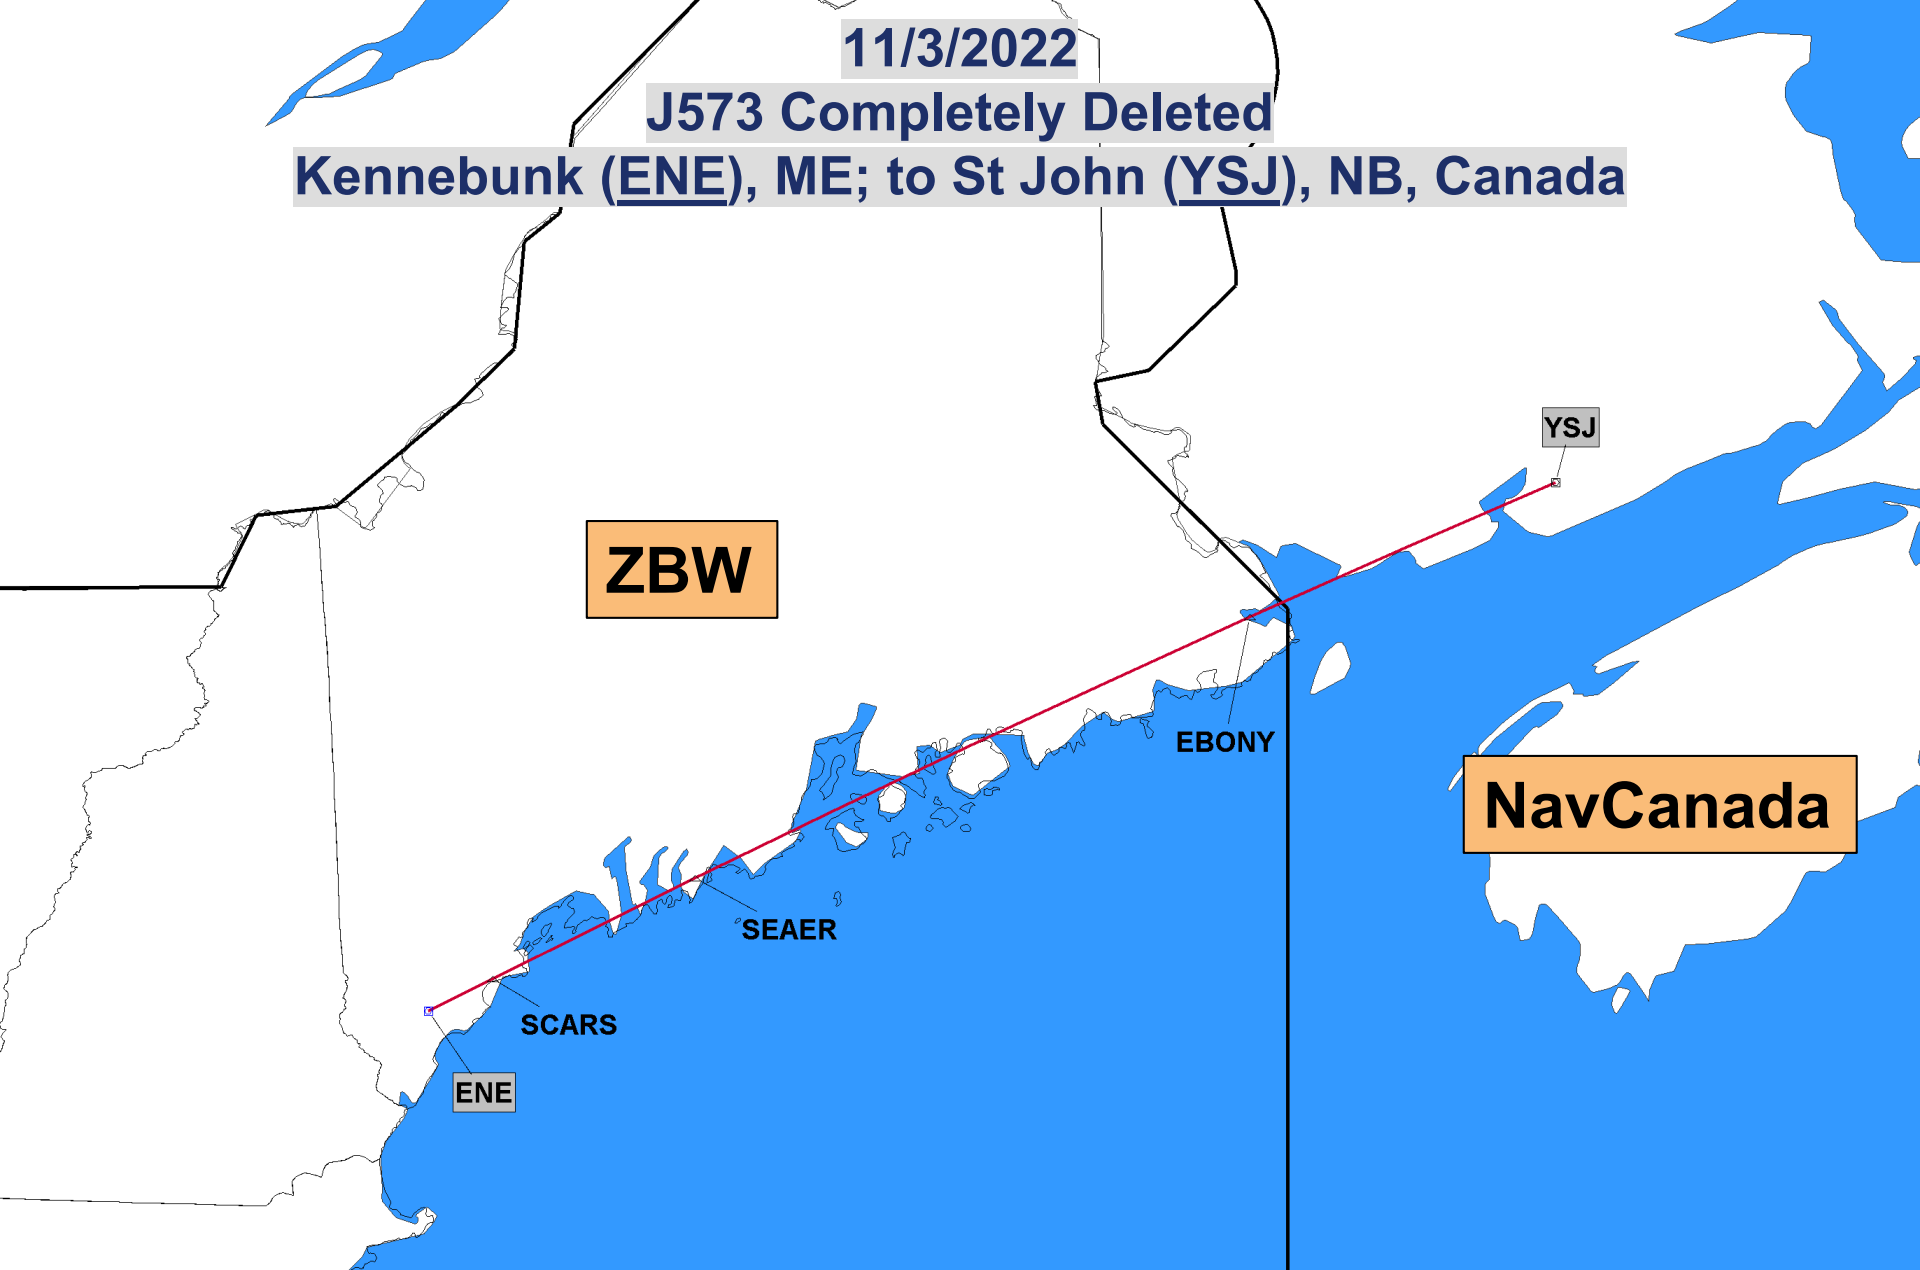 11/3/2022
J573 Completely Deleted
Kennebunk (ENE), ME; to St John (YSJ), NB, Canada
YSJ
ZBW
EBONY
NavCanada
SEAER
SCARS
ENE